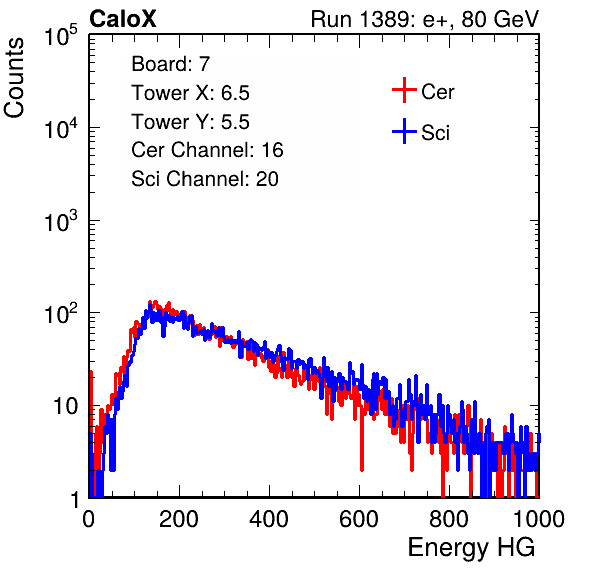 CaloX Run 1389: e+, 80 GeV
Counts
10^5
10^4
10^3
10^2
10
1
Board: 7
Tower X: 6.5
Tower Y: 5.5
Cer Channel: 16
Sci Channel: 20
Cer
Sci
0 200 400 600 800 1000
Energy HG